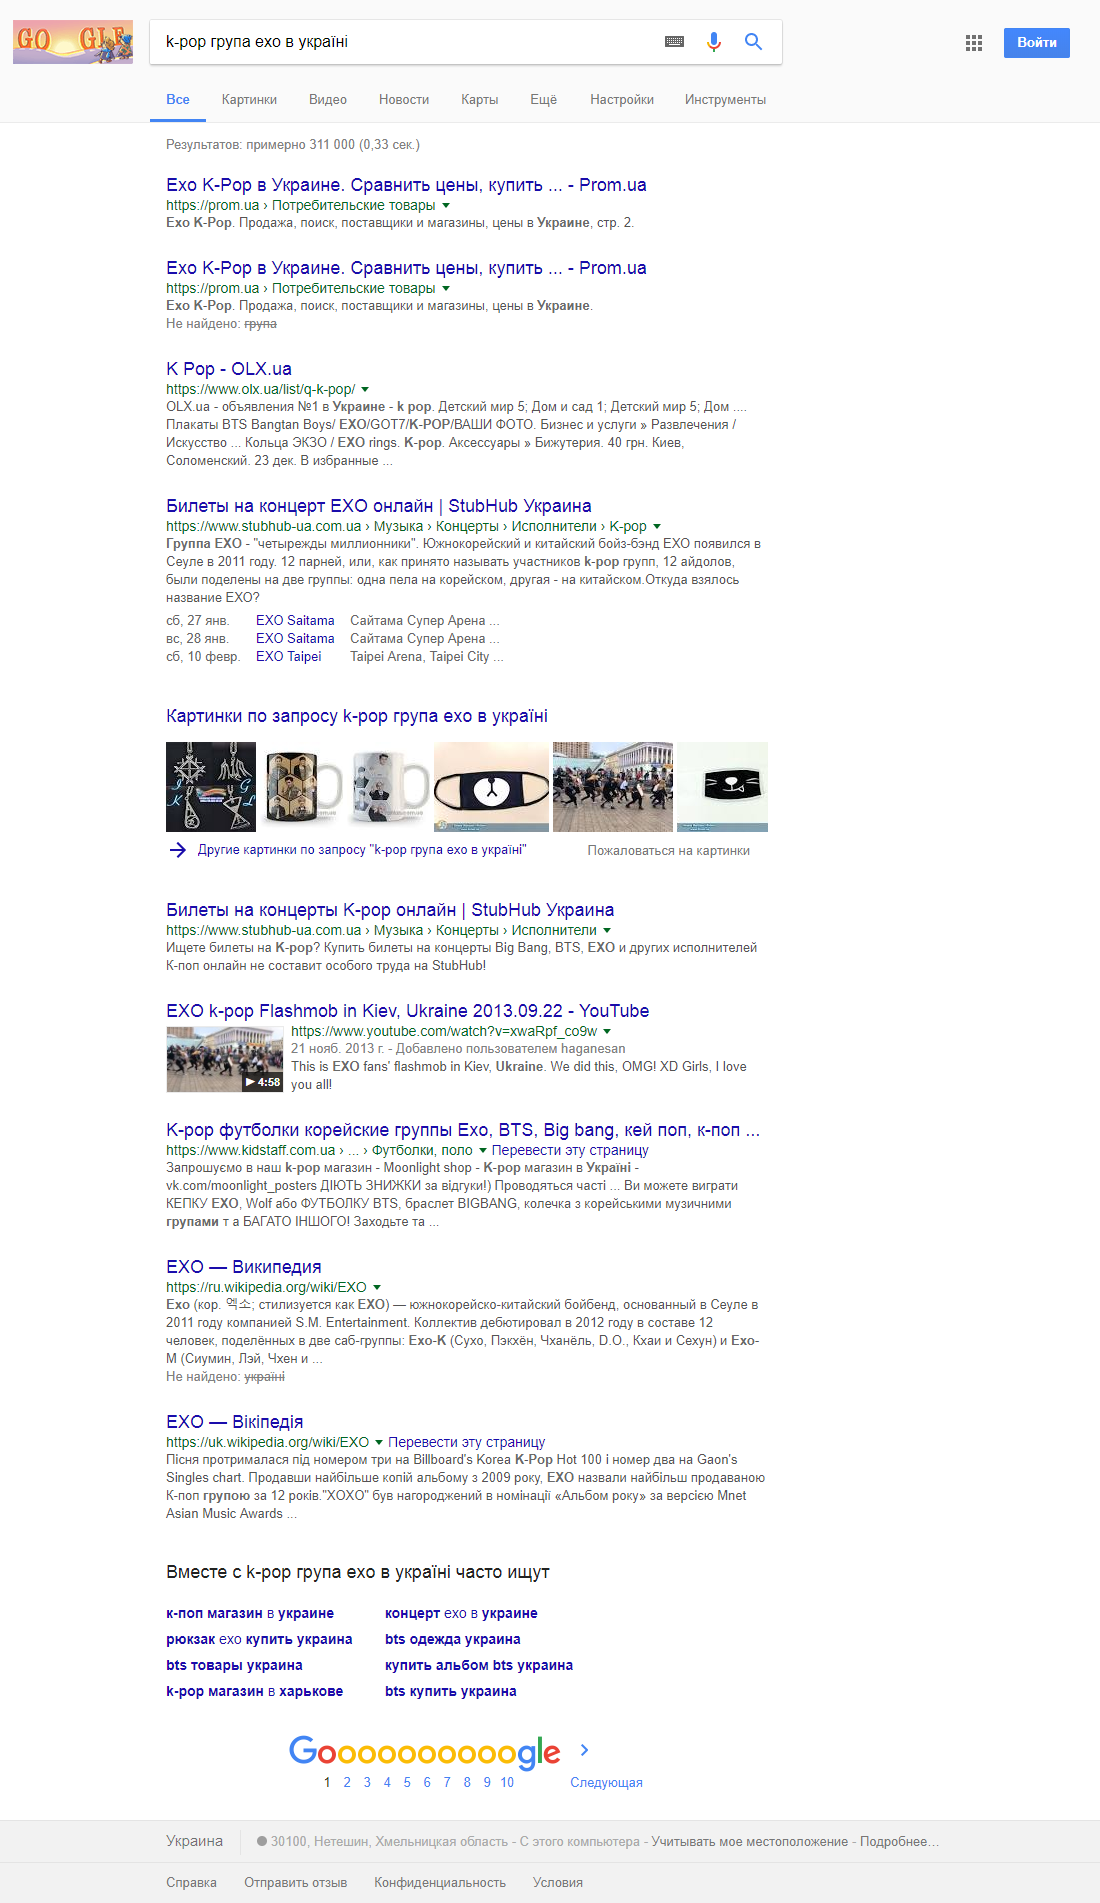 GO GLE
k-pop група exo в україні
Войти
Все Картинки Видео Новости Карты Ещё Настройки Инструменты
Результатов: примерно 311 000 (0,33 сек.)
Exo K-Pop в Украине. Сравнить цены, купить ... - Prom.ua
https://prom.ua › Потребительские товары
Exo K-Pop. Продажа, поиск, поставщики и магазины, цены в Украине, стр. 2.
Exo K-Pop в Украине. Сравнить цены, купить ... - Prom.ua
https://prom.ua › Потребительские товары
Exo K-Pop. Продажа, поиск, поставщики и магазины, цены в Украине.
Не найдено: група
K Pop - OLX.ua
https://www.olx.ua/list/q-k-pop/
OLX.ua - объявления №1 в Украине - k pop. Детский мир 5; Дом и сад 1; Детский мир 5; Дом ....
Плакаты BTS Bangtan Boys/ EXO/GOT7/K-POP/ВАШИ ФОТО. Бизнес и услуги » Развлечения /
Искусство ... Кольца ЭКЗО / EXO rings. K-pop. Аксессуары » Бижутерия. 40 грн. Киев,
Соломенский. 23 дек. В избранные ...
Билеты на концерт EXO онлайн | StubHub Украина
https://www.stubhub-ua.com.ua › Музыка › Концерты › Исполнители › K-pop
Группа EXO - "четырежды миллионники". Южнокорейский и китайский бойз-бэнд EXO появился в
Сеуле в 2011 году. 12 парней, или, как принято называть участников k-pop групп, 12 айдолов,
были поделены на две группы: одна пела на корейском, другая - на китайском.Откуда взялось
название EXO?
сб, 27 янв. EXO Saitama Сайтама Супер Арена ...
вс, 28 янв. EXO Saitama Сайтама Супер Арена ...
сб, 10 февр. EXO Taipei Taipei Arena, Taipei City ...
Картинки по запросу k-pop група exo в україні
Другие картинки по запросу "k-pop група exo в україні" Пожаловаться на картинки
Билеты на концерты K-pop онлайн | StubHub Украина
https://www.stubhub-ua.com.ua › Музыка › Концерты › Исполнители
Ищете билеты на K-pop? Купить билеты на концерты Big Bang, BTS, EXO и других исполнителей
К-поп онлайн не составит особого труда на StubHub!
EXO k-pop Flashmob in Kiev, Ukraine 2013.09.22 - YouTube
https://www.youtube.com/watch?v=xwaRpf_co9w
21 нояб. 2013 г. - Добавлено пользователем haganesan
This is EXO fans' flashmob in Kiev, Ukraine. We did this, OMG! XD Girls, I love
you all!
4:58
K-pop футболки корейские группы Exo, BTS, Big bang, кей поп, к-поп ...
https://www.kidstaff.com.ua › ... › Футболки, поло Перевести эту страницу
Запрошуємо в наш k-pop магазин - Moonlight shop - K-pop магазин в Україні -
vk.com/moonlight_posters ДІЮТЬ ЗНИЖКИ за відгуки!) Проводяться часті ... Ви можете виграти
КЕПКУ EXO, Wolf або ФУТБОЛКУ BTS, браслет BIGBANG, колечка з корейськими музичними
групами т а БАГАТО ІНШОГО! Заходьте та ...
EXO — Википедия
https://ru.wikipedia.org/wiki/EXO
Exo (кор. 엑소; стилизуется как EXO) — южнокорейско-китайский бойбенд, основанный в Сеуле в
2011 году компанией S.M. Entertainment. Коллектив дебютировал в 2012 году в составе 12
человек, поделённых в две саб-группы: Exo-K (Сухо, Пэкхён, Чханёль, D.O., Кхаи и Сехун) и Exo-
M (Сиумин, Лэй, Чхен и ...
Не найдено: україні
EXO — Вікіпедія
https://uk.wikipedia.org/wiki/EXO Перевести эту страницу
Пісня протрималася під номером три на Billboard's Korea K-Pop Hot 100 і номер два на Gaon's
Singles chart. Продавши найбільше копій альбому з 2009 року, EXO назвали найбільш продаваною
К-поп групою за 12 років."XOXO" був нагороджений в номінації «Альбом року» за версією Mnet
Asian Music Awards ...
Вместе с k-pop група exo в україні часто ищут
к-поп магазин в украине концерт exo в украине
рюкзак exo купить украина bts одежда украина
bts товары украина купить альбом bts украина
k-pop магазин в харькове bts купить украина
Goooooooooogle
1 2 3 4 5 6 7 8 9 10 Следующая
Украина 30100, Нетешин, Хмельницкая область - С этого компьютера - Учитывать мое местоположение - Подробнее…
Справка Отправить отзыв Конфиденциальность Условия